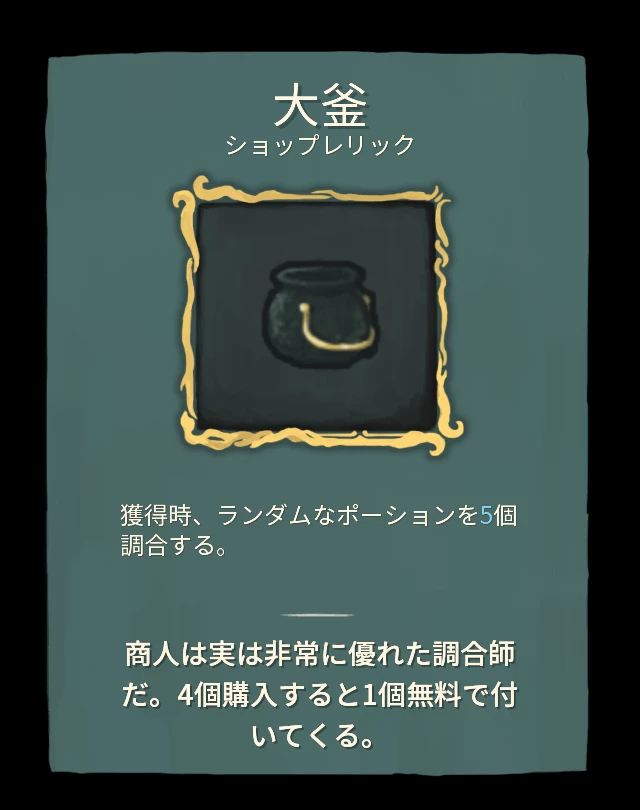 大釜
ショップレリック
獲得時、ランダムなポーションを5個
調合する。
商人は実は非常に優れた調合師
だ。4個購入すると1個無料で付
いてくる。